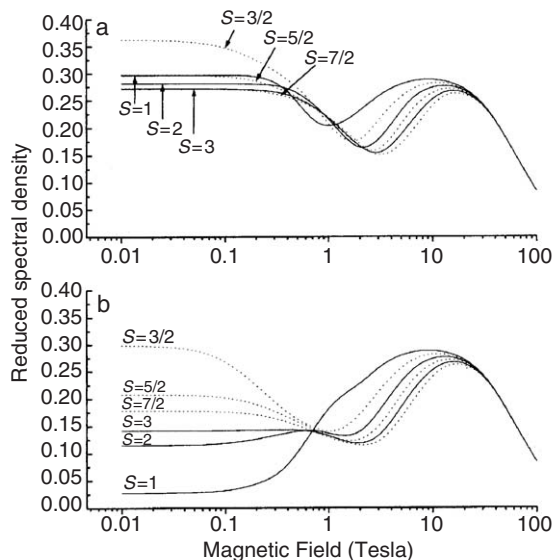 a
S=3/2
S=5/2
S=7/2
S=1
S=2
S=3
0.40
0.35
0.30
0.25
0.20
0.15
0.10
0.05
0.00
0.01 0.1 1 10 100
Reduced spectral density
b
0.40
0.35
0.30
0.25
0.20
0.15
0.10
0.05
0.00
S=3/2
S=5/2
S=7/2
S=3
S=2
S=1
0.01 0.1 1 10 100
Magnetic Field (Tesla)